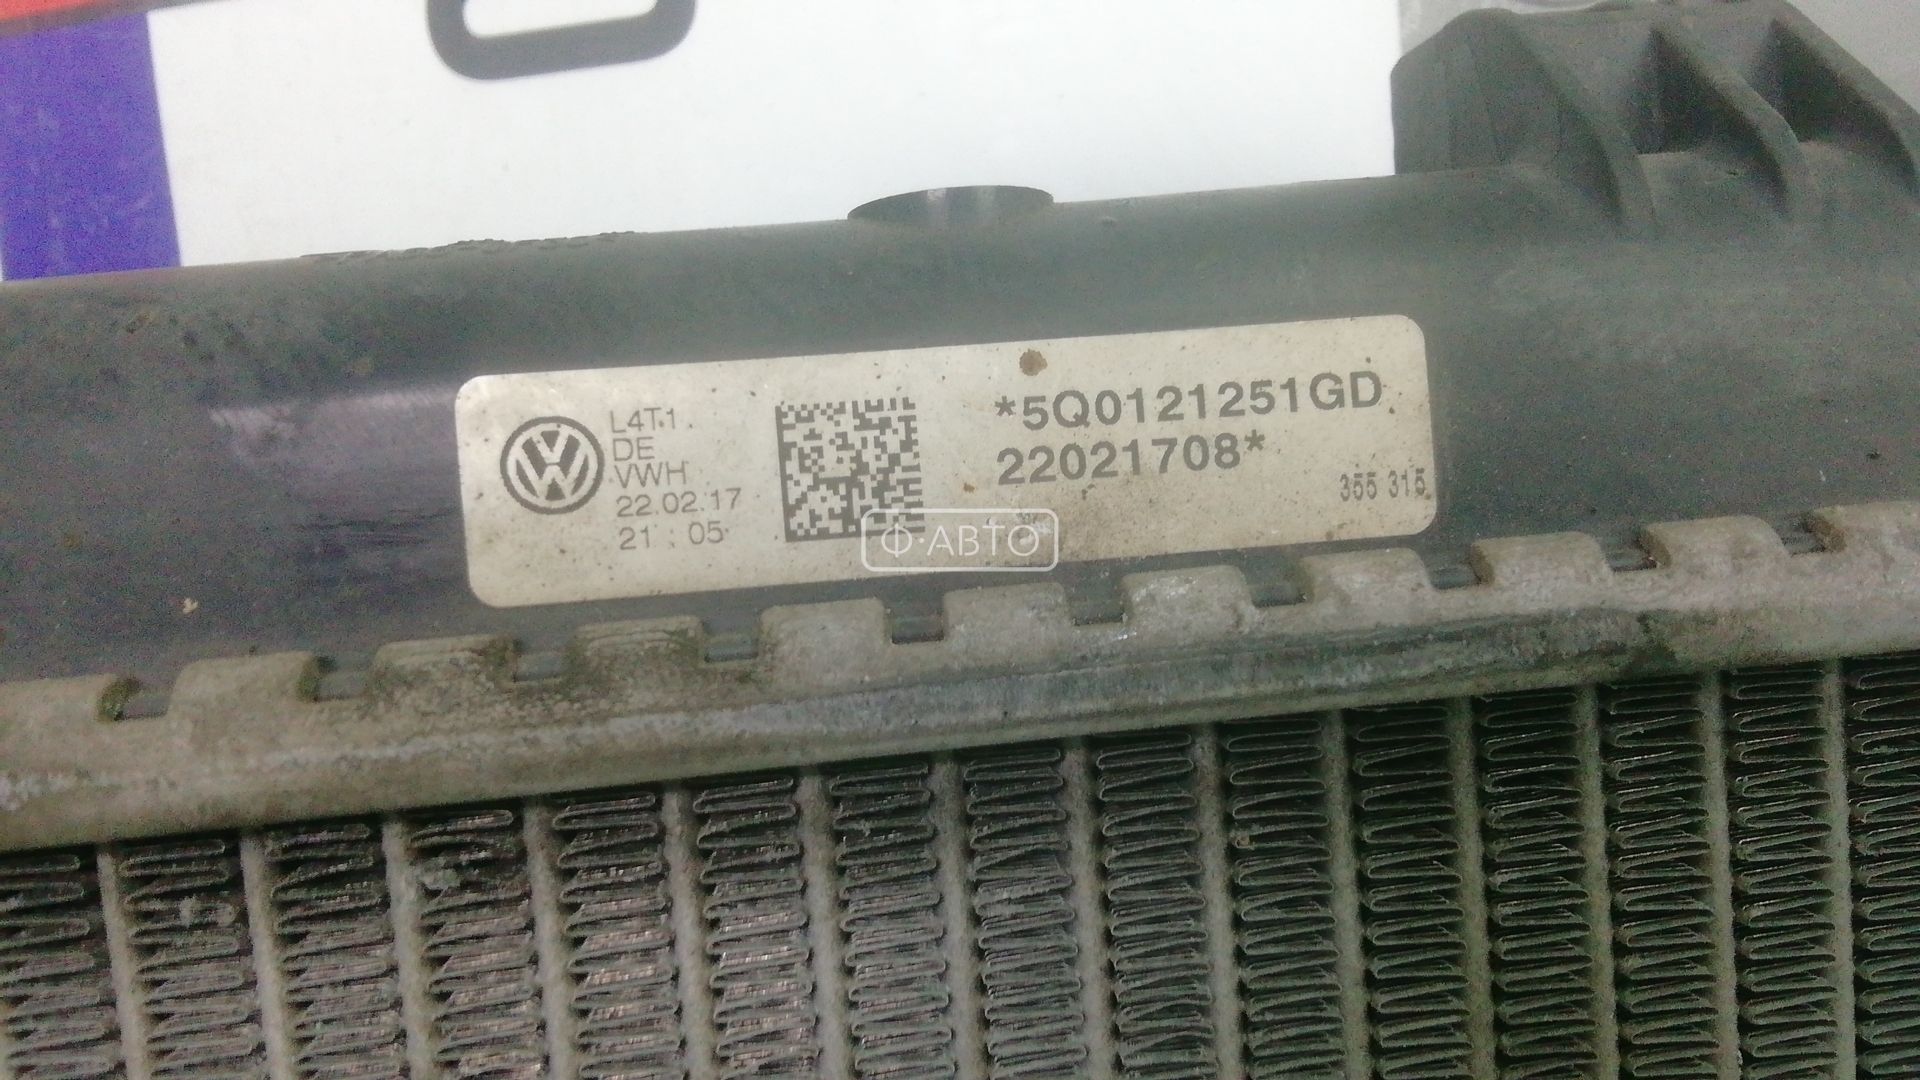 L4T.1.
DE
VWH
22.02.17
21 : 05
*5Q0121251GD
22021708*
355 315
Ф·АВТО